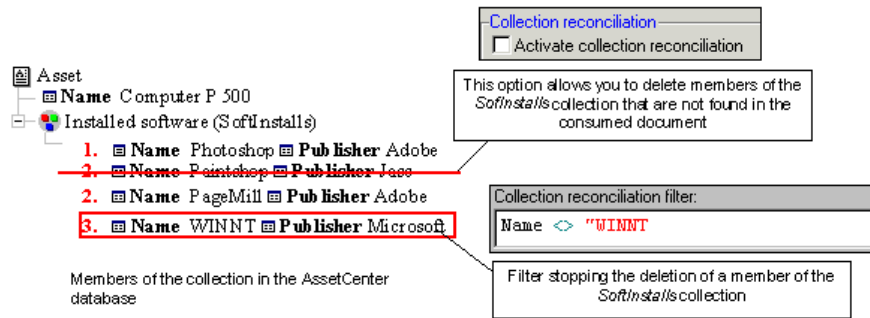 Collection reconciliation
Activate collection reconciliation
Asset
Name Computer P 500
Installed software (SoftInstalls)
This option allows you to delete members of the
SofInstalls collection that are not found in the
consumed document
1. Name Photoshop Publisher Adobe
2. Name Paintshop Publisher Jasc
2. Name PageMill Publisher Adobe
3. Name WINNT Publisher Microsoft
Collection reconciliation filter:
Name <> "WINNT
Members of the collection in the AssetCenter
database
Filter stopping the deletion of a member of the
SoftInstalls collection